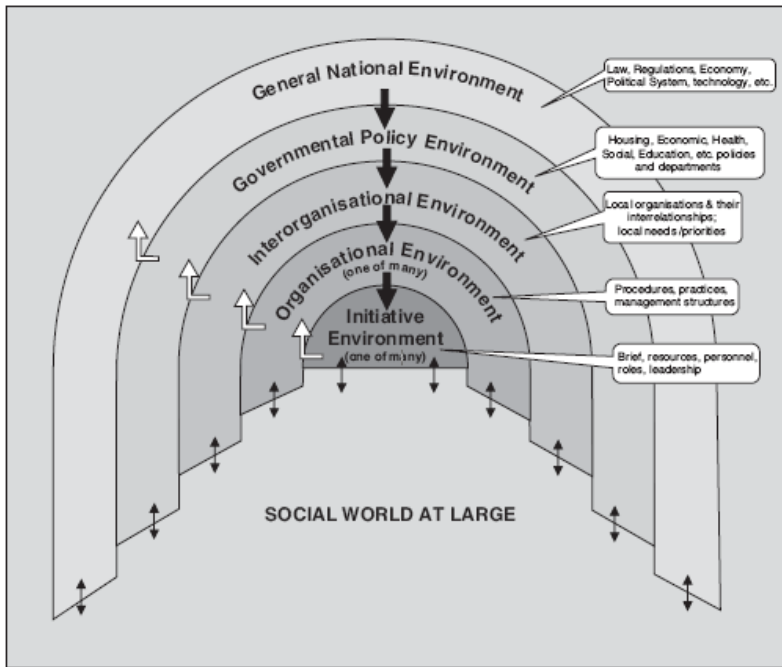 General National Environment
Law, Regulations, Economy,
Political System, technology, etc.
Governmental Policy Environment
Housing, Economic, Health,
Social, Education, etc. policies
and departments
Interorganisational Environment
Local organisations & their
interrelationships;
local needs/priorities
Organisational Environment
(one of many)
Procedures, practices,
management structures
Initiative
Environment
(one of many)
Brief, resources, personnel,
roles, leadership
SOCIAL WORLD AT LARGE